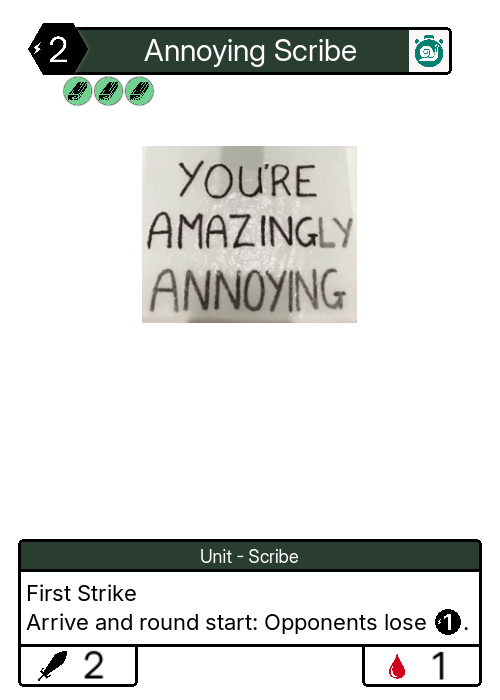 2
Annoying Scribe
YOU'RE
AMAZINGLY
ANNOYING
Unit - Scribe
First Strike
Arrive and round start: Opponents lose 1.
2
1